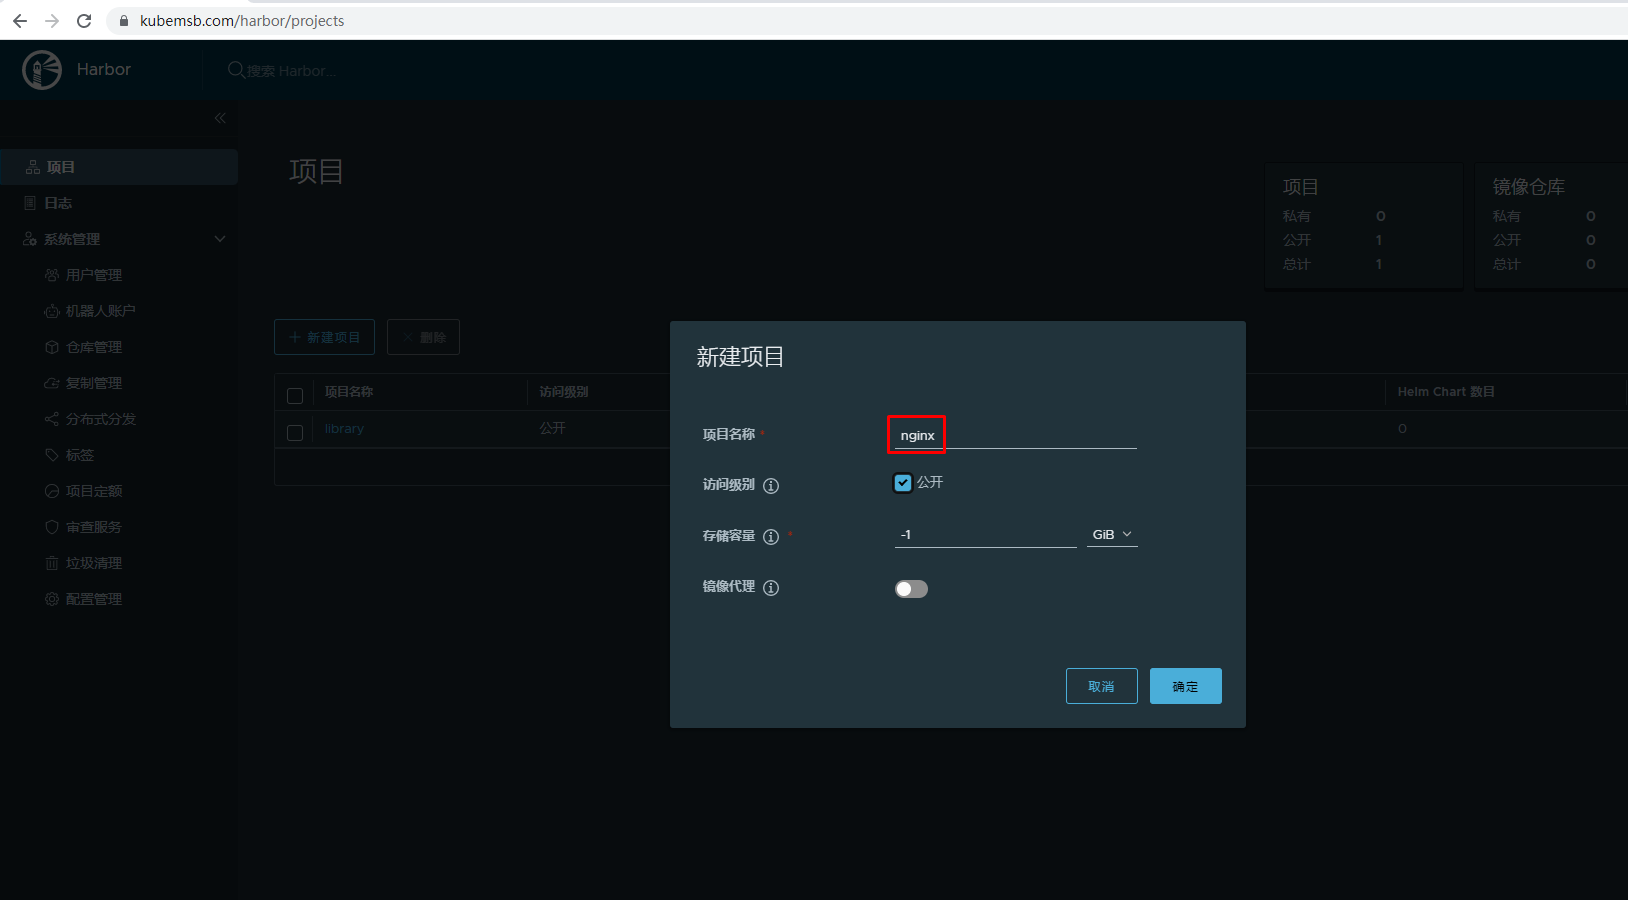 kubemsb.com/harbor/projects
Harbor
搜索 Harbor...
项目
日志
系统管理
用户管理
机器人账户
仓库管理
复制管理
分布式分发
标签
项目定额
审查服务
垃圾清理
配置管理
项目
项目
私有 0
公开 1
总计 1
镜像仓库
私有 0
公开 0
总计 0
新建项目
删除
项目名称 访问级别 Helm Chart 数目
library 公开 0
新建项目
项目名称 * nginx
访问级别 公开
存储容量 * -1 GiB
镜像代理
取消 确定